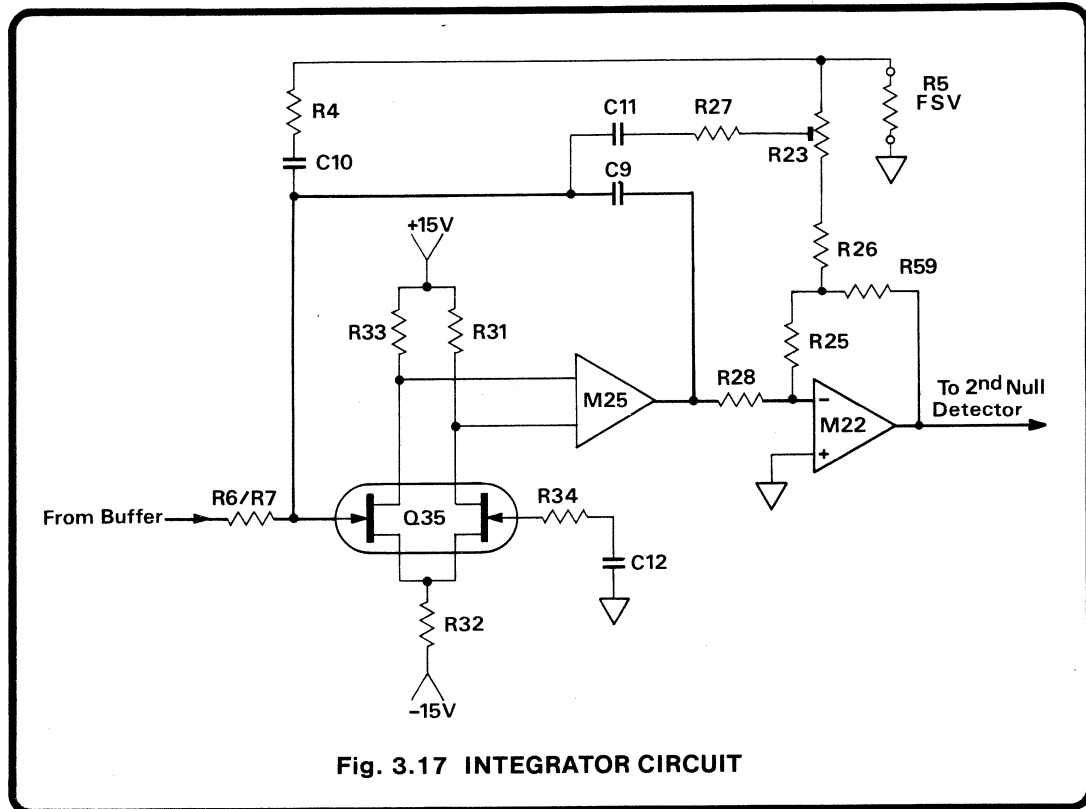 R4
C10
C11
R27
R5
FSV
R23
C9
+15V
R26
R59
R33
R31
R25
M25
R28
−
M22
+
To 2nd Null
Detector
From Buffer
R6/R7
Q35
R34
C12
R32
−15V
Fig. 3.17 INTEGRATOR CIRCUIT